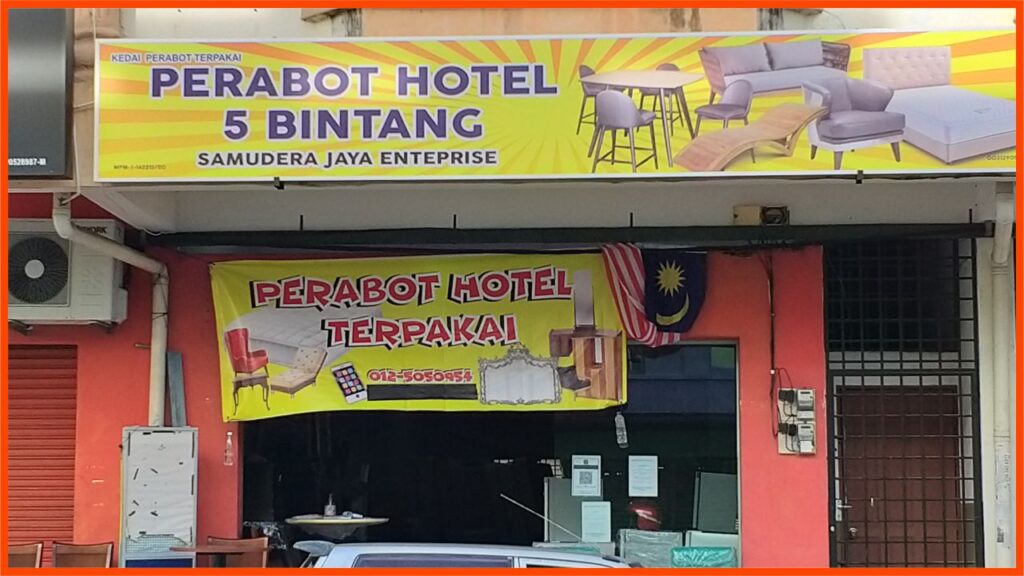 KEDAI PERABOT TERPAKAI
PERABOT HOTEL
5 BINTANG
SAMUDERA JAYA ENTEPRISE
PERABOT HOTEL
TERPAKAI
012-5050954